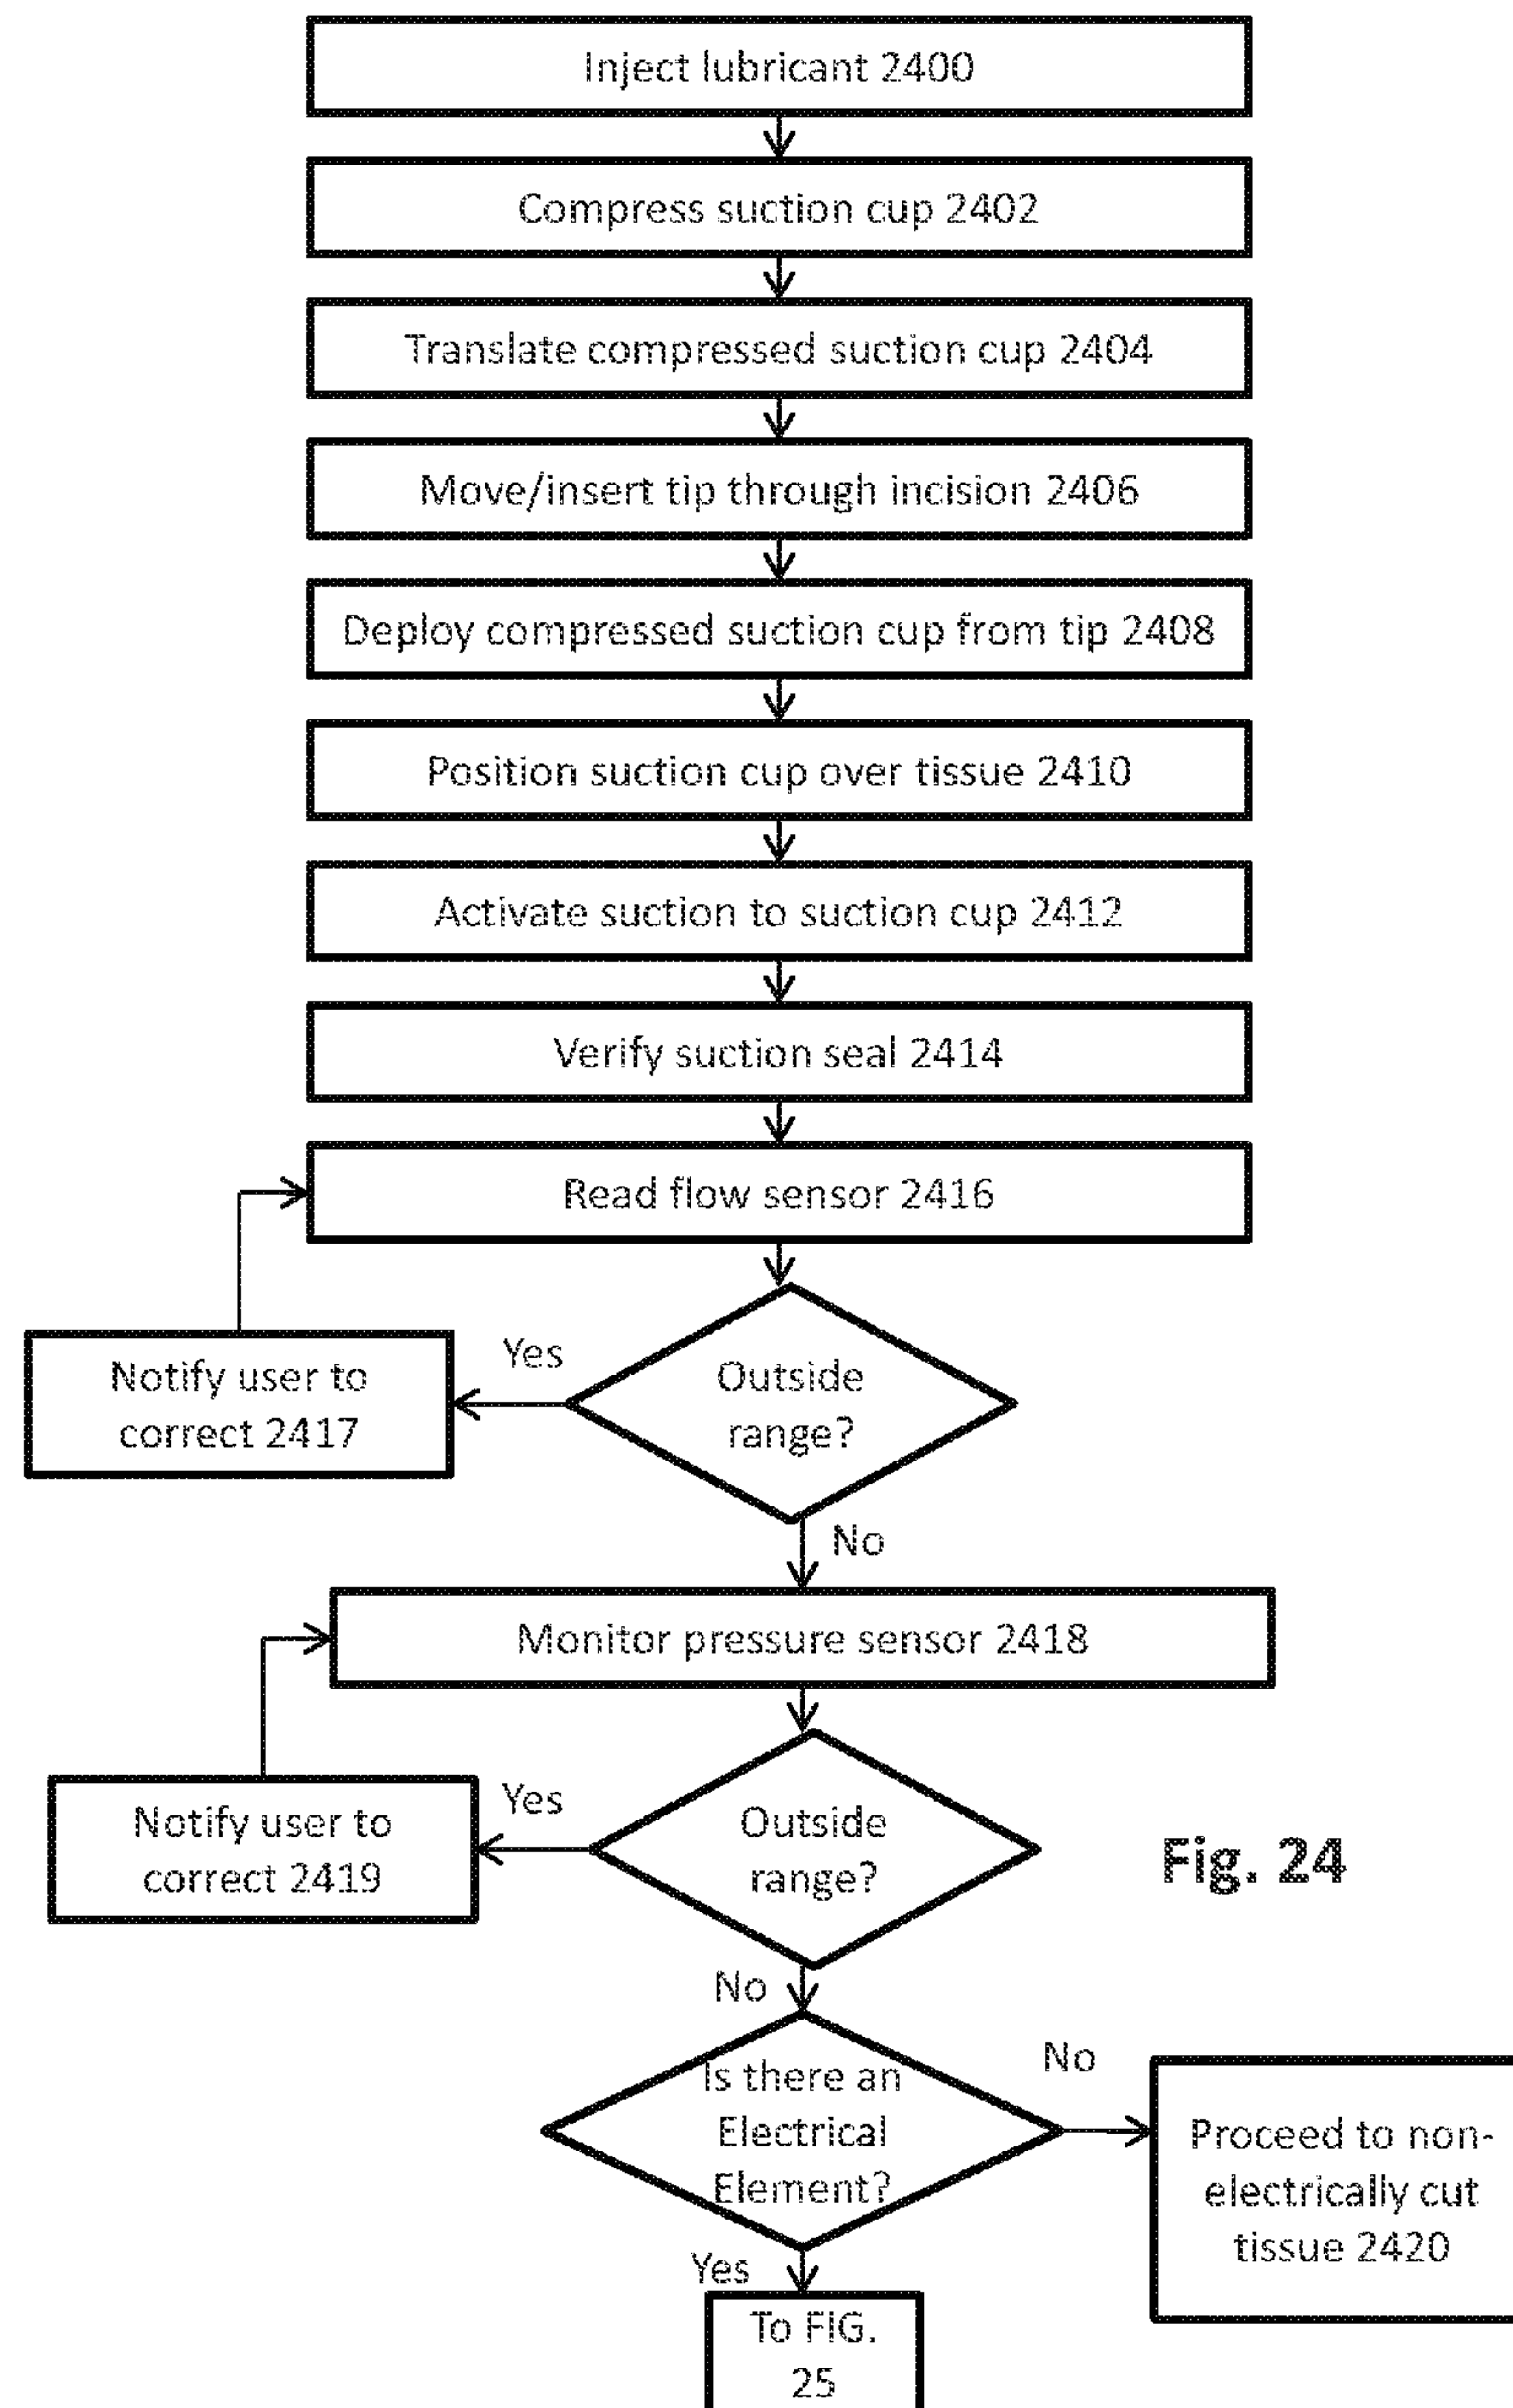 Inject lubricant 2400
Compress suction cup 2402
Translate compressed suction cup 2404
Move/insert tip through incision 2406
Deploy compressed suction cup from tip 2408
Position suction cup over tissue 2410
Activate suction to suction cup 2412
Verify suction seal 2414
Read flow sensor 2416
Yes
Notify user to
correct 2417
Outside
range?
No
Monitor pressure sensor 2418
Yes
Notify user to
correct 2419
Outside
range?
Fig. 24
No
Is there an
Electrical
Element?
No
Proceed to non-
electrically cut
tissue 2420
Yes
To FIG.
25